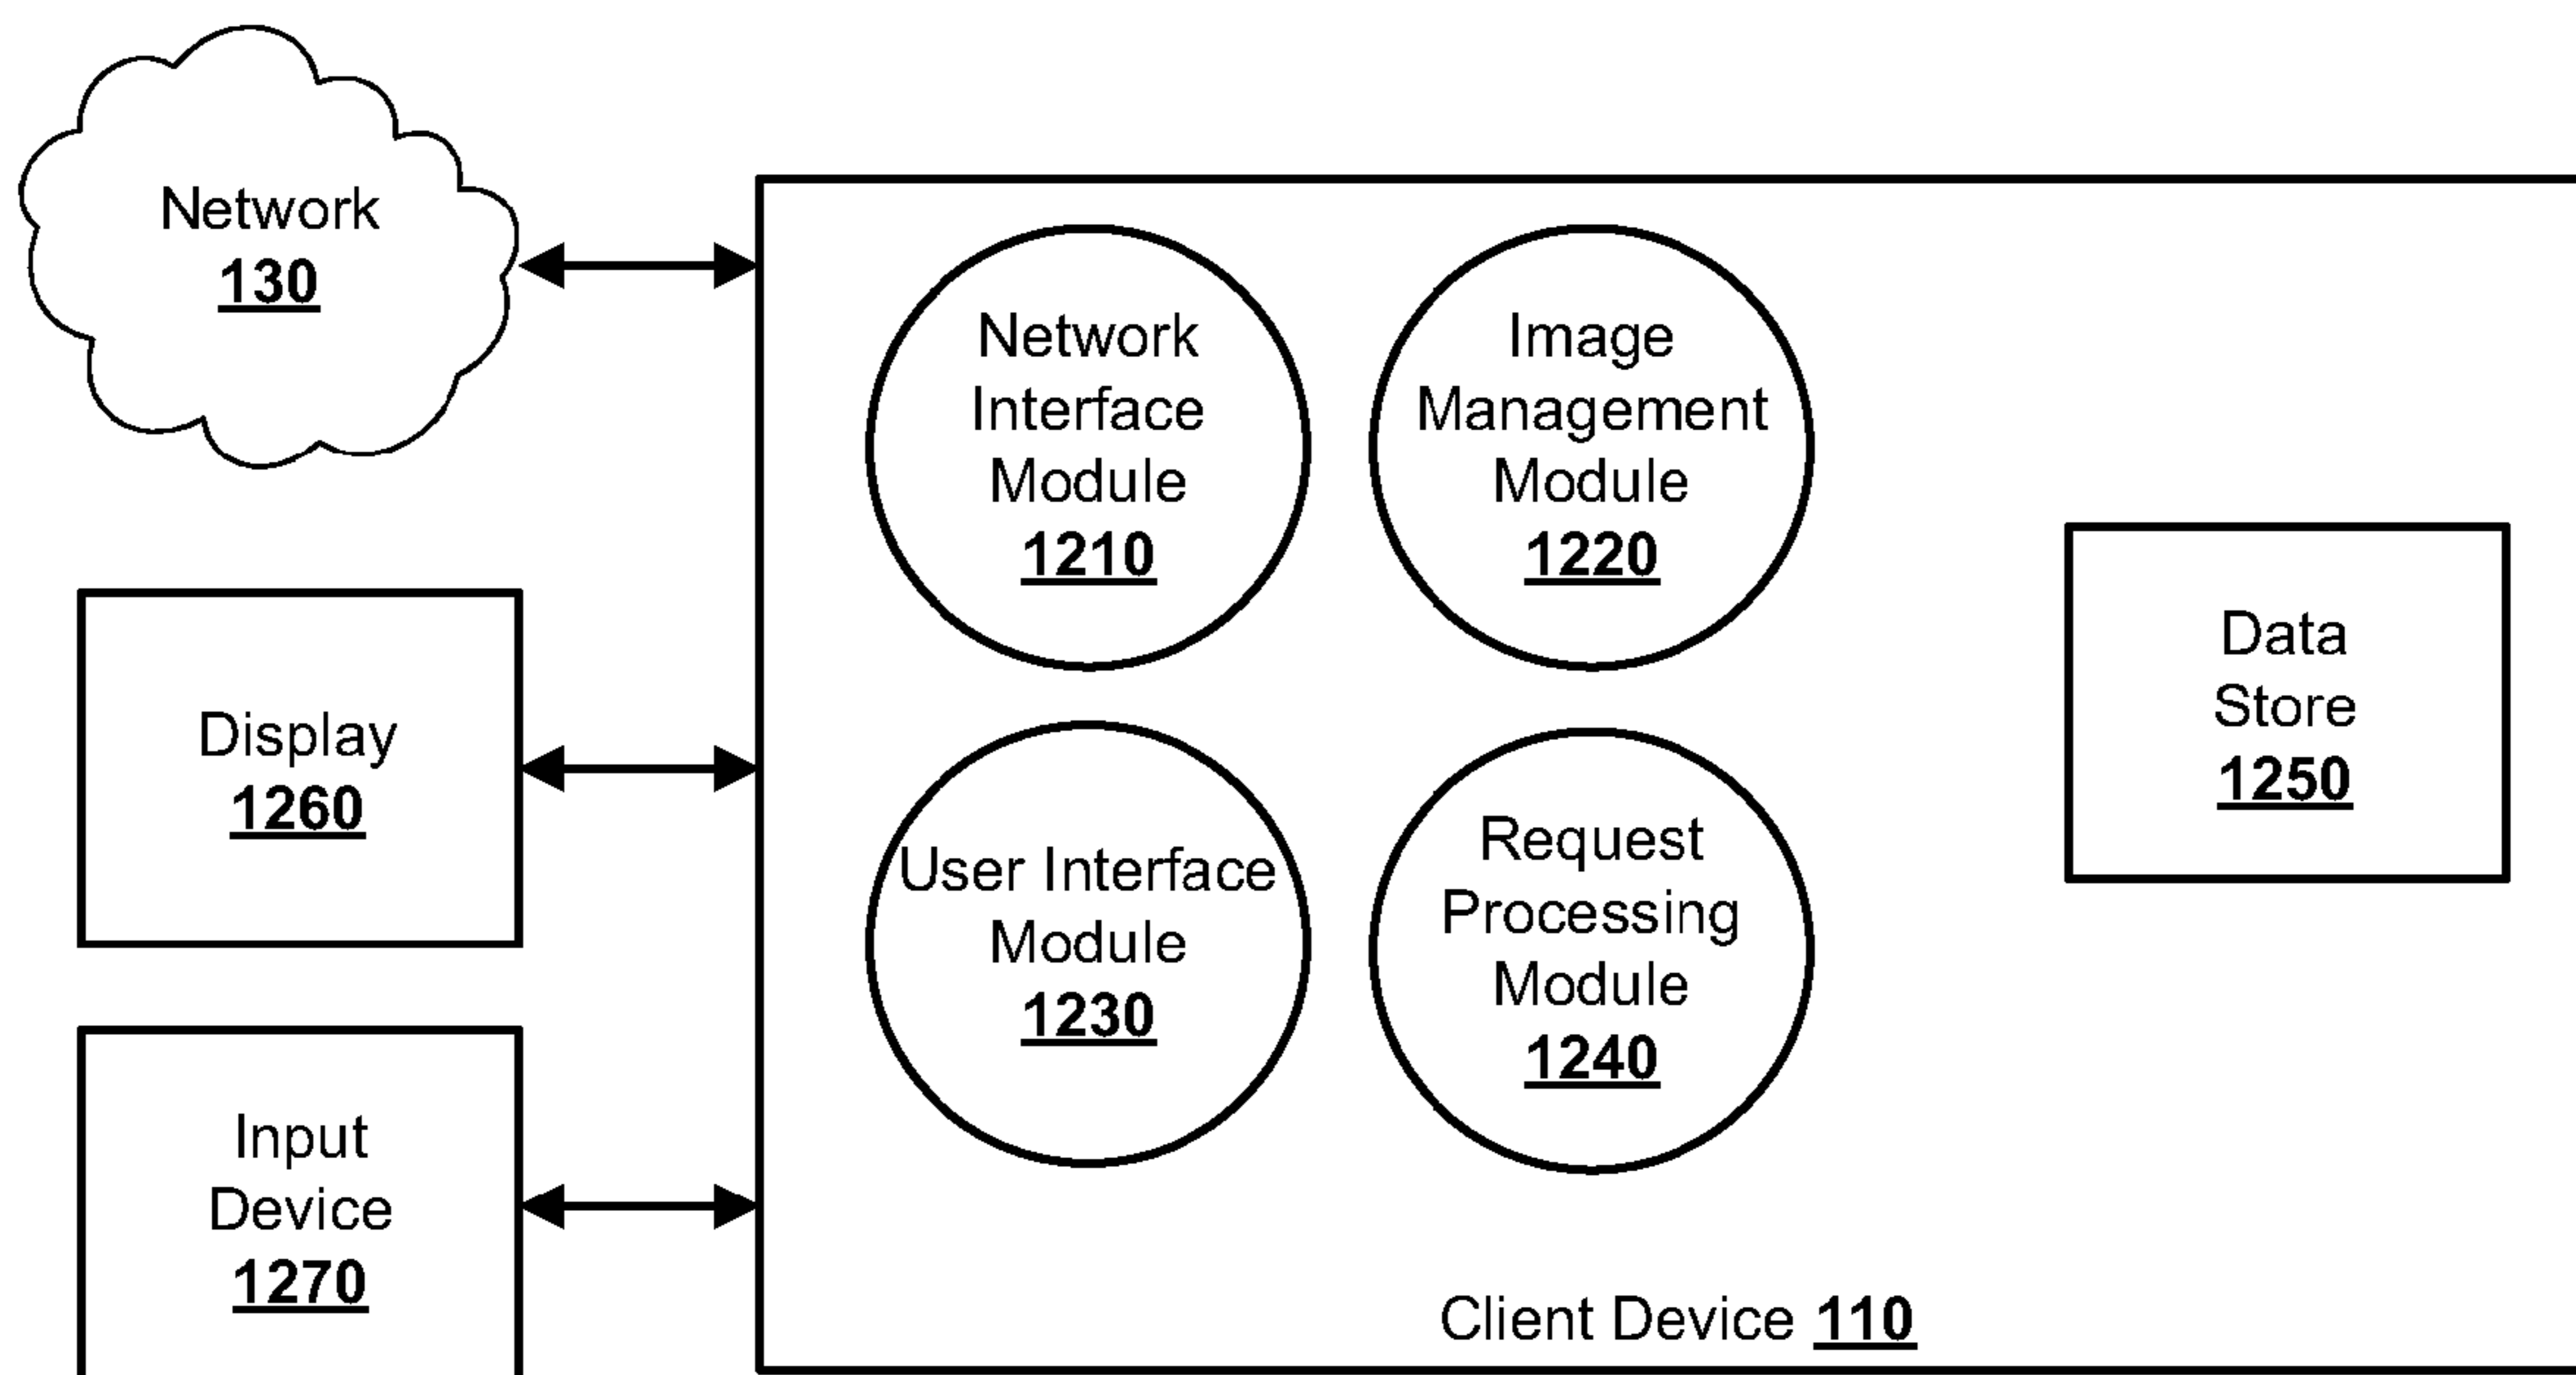 Network
130
Network
Interface
Module
1210
Image
Management
Module
1220
Data
Store
1250
Display
1260
User Interface
Module
1230
Request
Processing
Module
1240
Input
Device
1270
Client Device 110